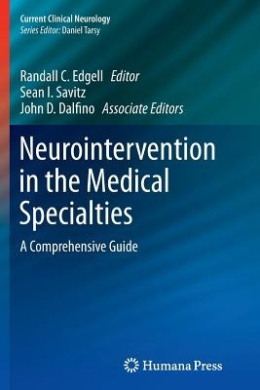 Current Clinical Neurology
Series Editor: Daniel Tarsy
Randall C. Edgell Editor
Sean I. Savitz
John D. Dalfino Associate Editors
Neurointervention
in the Medical
Specialties
A Comprehensive Guide
Humana Press